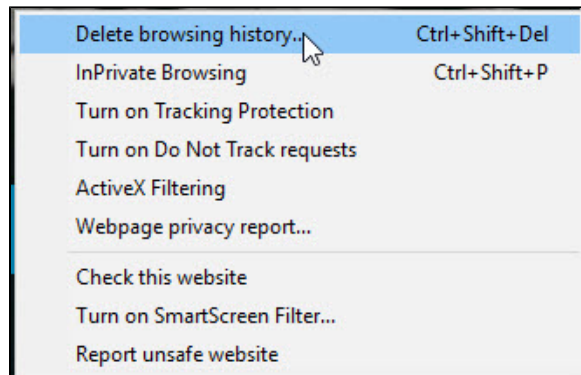 Delete browsing history... Ctrl+Shift+Del
InPrivate Browsing Ctrl+Shift+P
Turn on Tracking Protection
Turn on Do Not Track requests
ActiveX Filtering
Webpage privacy report...
Check this website
Turn on SmartScreen Filter...
Report unsafe website